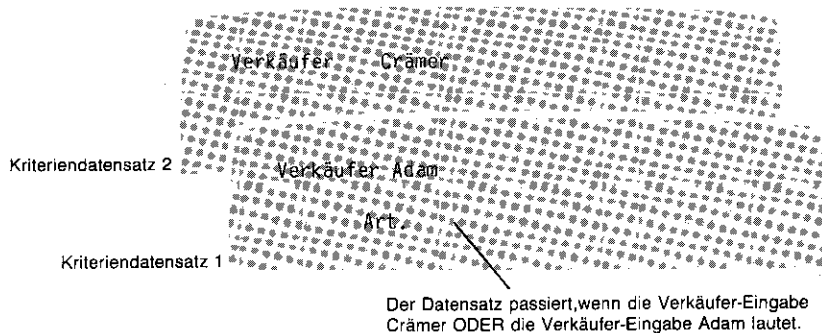 Verkäufer Crämer
Kriteriendatensatz 2
Verkäufer Adam
Art.
Kriteriendatensatz 1
Der Datensatz passiert,wenn die Verkäufer-Eingabe
Crämer ODER die Verkäufer-Eingabe Adam lautet.